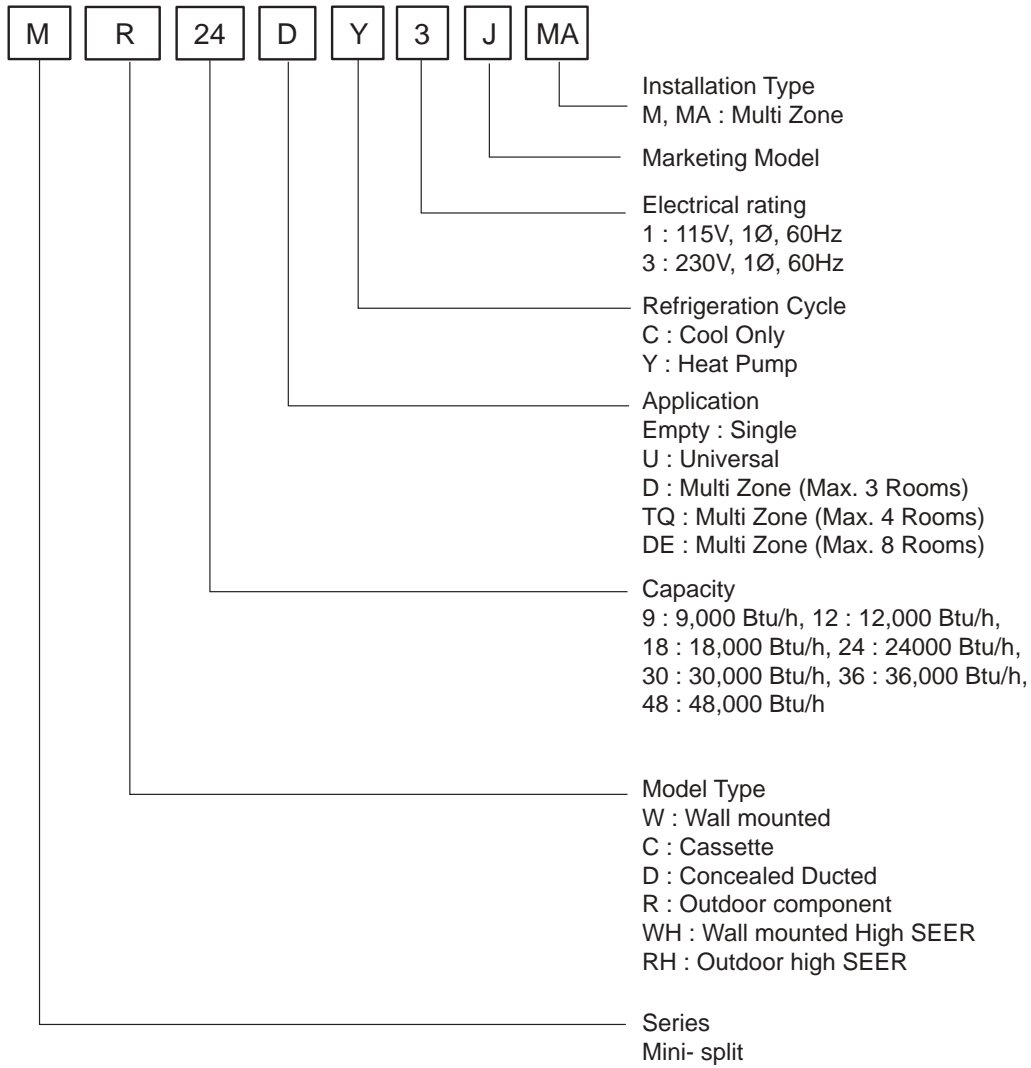 M R 24 D Y 3 J MA
Installation Type
M, MA : Multi Zone
Marketing Model
Electrical rating
1 : 115V, 1Ø, 60Hz
3 : 230V, 1Ø, 60Hz
Refrigeration Cycle
C : Cool Only
Y : Heat Pump
Application
Empty : Single
U : Universal
D : Multi Zone (Max. 3 Rooms)
TQ : Multi Zone (Max. 4 Rooms)
DE : Multi Zone (Max. 8 Rooms)
Capacity
9 : 9,000 Btu/h, 12 : 12,000 Btu/h,
18 : 18,000 Btu/h, 24 : 24000 Btu/h,
30 : 30,000 Btu/h, 36 : 36,000 Btu/h,
48 : 48,000 Btu/h
Model Type
W : Wall mounted
C : Cassette
D : Concealed Ducted
R : Outdoor component
WH : Wall mounted High SEER
RH : Outdoor high SEER
Series
Mini- split